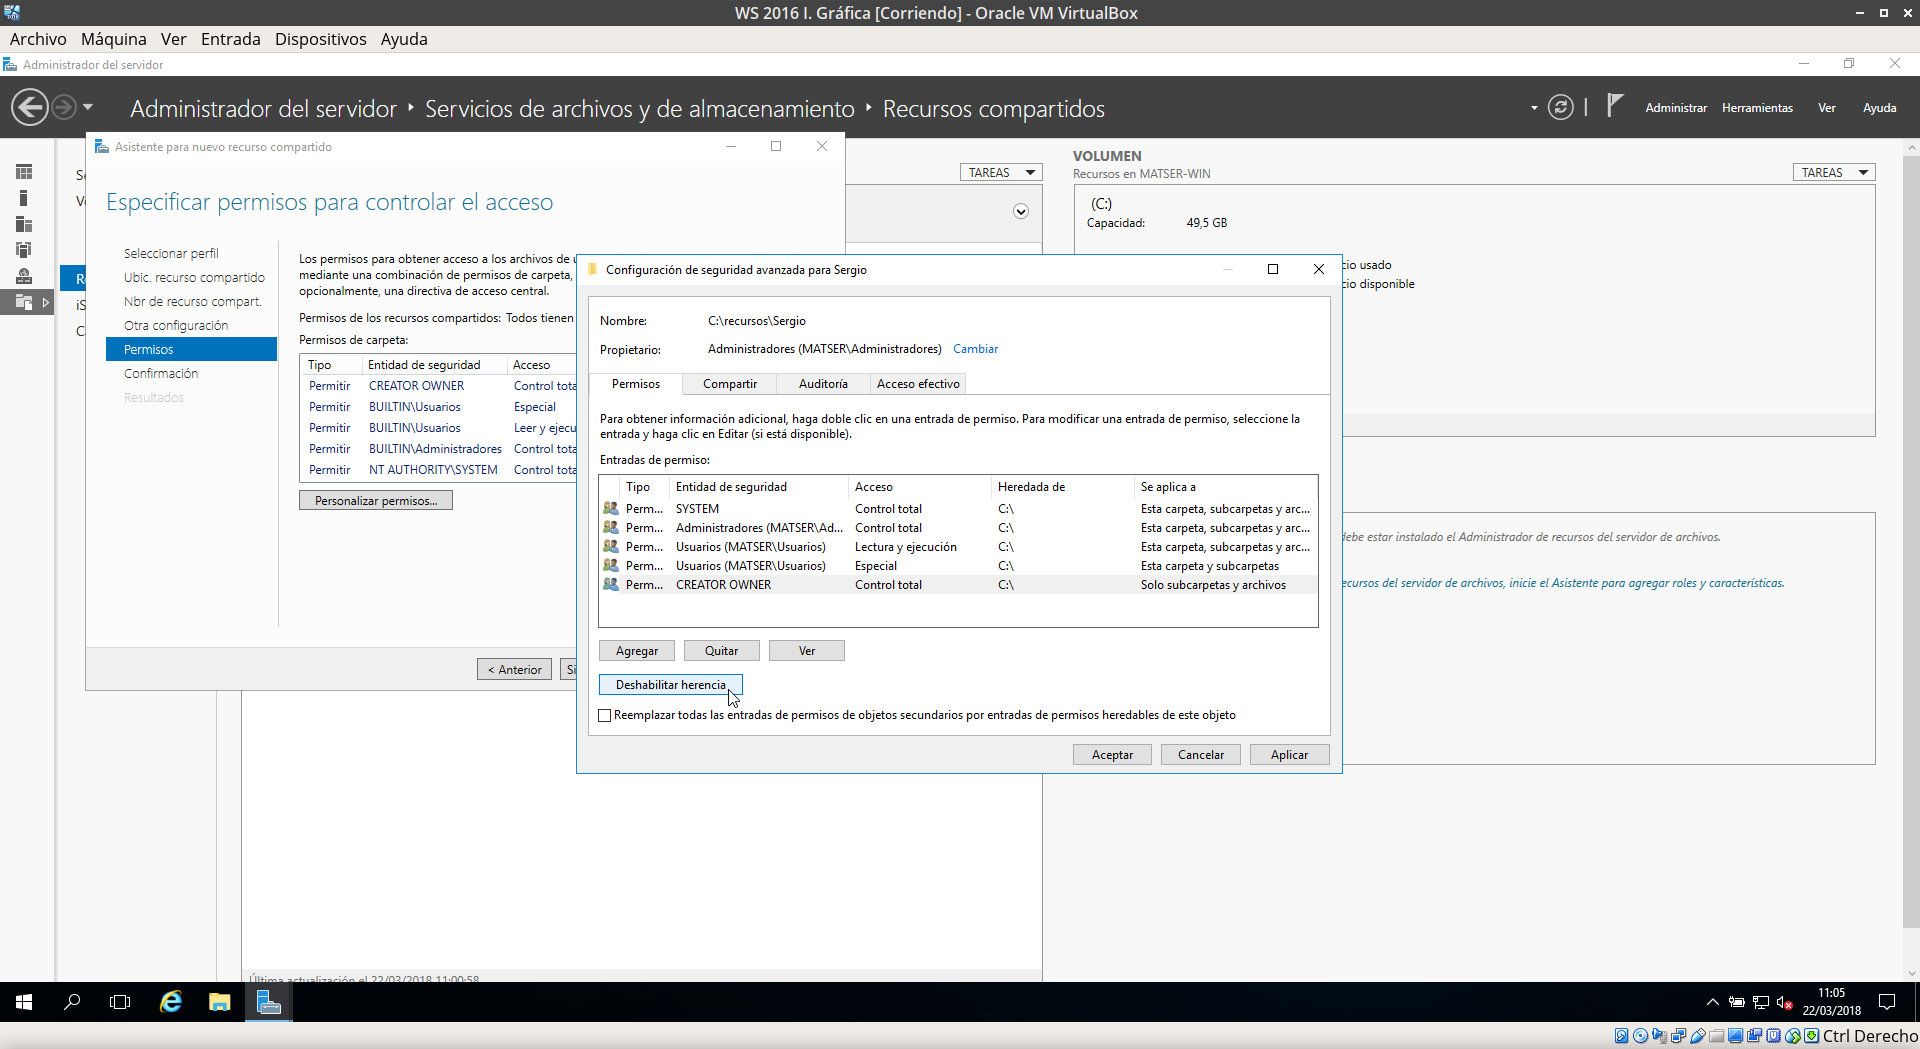 WS 2016 I. Gráfica [Corriendo] - Oracle VM VirtualBox
Archivo Máquina Ver Entrada Dispositivos Ayuda
Administrador del servidor
Administrador del servidor ‣ Servicios de archivos y de almacenamiento ‣ Recursos compartidos
Administrar Herramientas Ver Ayuda
Asistente para nuevo recurso compartido
Especificar permisos para controlar el acceso
Seleccionar perfil
Ubic. recurso compartido
Nbr de recurso compart.
Otra configuración
Permisos
Confirmación
Resultados
Los permisos para obtener acceso a los archivos de
mediante una combinación de permisos de carpeta,
opcionalmente, una directiva de acceso central.
Permisos de los recursos compartidos: Todos tienen
Permisos de carpeta:
Tipo Entidad de seguridad Acceso
Permitir CREATOR OWNER Control tota
Permitir BUILTIN\Usuarios Especial
Permitir BUILTIN\Usuarios Leer y ejecu
Permitir BUILTIN\Administradores Control tota
Permitir NT AUTHORITY\SYSTEM Control tota
Personalizar permisos...
< Anterior Si
TAREAS
VOLUMEN
Recursos en MATSER-WIN
TAREAS
(C:)
Capacidad: 49,5 GB
cio usado
cio disponible
debe estar instalado el Administrador de recursos del servidor de archivos.
ecursos del servidor de archivos, inicie el Asistente para agregar roles y características.
Configuración de seguridad avanzada para Sergio
Nombre: C:\recursos\Sergio
Propietario: Administradores (MATSER\Administradores) Cambiar
Permisos Compartir Auditoría Acceso efectivo
Para obtener información adicional, haga doble clic en una entrada de permiso. Para modificar una entrada de permiso, seleccione la
entrada y haga clic en Editar (si está disponible).
Entradas de permiso:
Tipo Entidad de seguridad Acceso Heredada de Se aplica a
Perm... SYSTEM Control total C:\ Esta carpeta, subcarpetas y arc...
Perm... Administradores (MATSER\Ad... Control total C:\ Esta carpeta, subcarpetas y arc...
Perm... Usuarios (MATSER\Usuarios) Lectura y ejecución C:\ Esta carpeta, subcarpetas y arc...
Perm... Usuarios (MATSER\Usuarios) Especial C:\ Esta carpeta y subcarpetas
Perm... CREATOR OWNER Control total C:\ Solo subcarpetas y archivos
Agregar Quitar Ver
Deshabilitar herencia
Reemplazar todas las entradas de permisos de objetos secundarios por entradas de permisos heredables de este objeto
Aceptar Cancelar Aplicar
Última actualización el 22/03/2018 11:00:58
11:05
22/03/2018
Ctrl Derecho